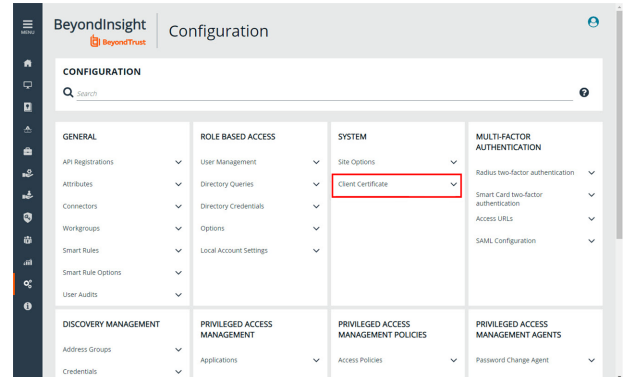 MENU
BeyondInsight
BeyondTrust
Configuration
CONFIGURATION
Search
GENERAL
API Registrations
Attributes
Connectors
Workgroups
Smart Rules
Smart Rule Options
User Audits
ROLE BASED ACCESS
User Management
Directory Queries
Directory Credentials
Options
Local Account Settings
SYSTEM
Site Options
Client Certificate
MULTI-FACTOR
AUTHENTICATION
Radius two-factor authentication
Smart Card two-factor
authentication
Access URLs
SAML Configuration
DISCOVERY MANAGEMENT
Address Groups
Credentials
PRIVILEGED ACCESS
MANAGEMENT
Applications
PRIVILEGED ACCESS
MANAGEMENT POLICIES
Access Policies
PRIVILEGED ACCESS
MANAGEMENT AGENTS
Password Change Agent